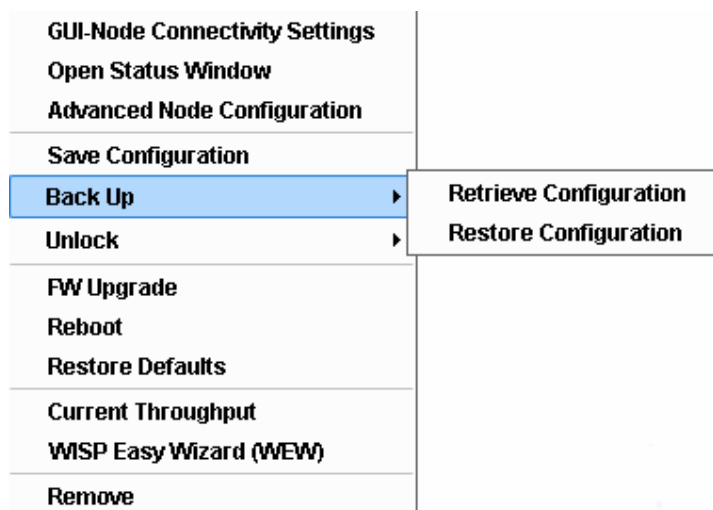 GUI-Node Connectivity Settings
Open Status Window
Advanced Node Configuration
Save Configuration
Back Up
Retrieve Configuration
Restore Configuration
Unlock
FW Upgrade
Reboot
Restore Defaults
Current Throughput
WISP Easy Wizard (WEW)
Remove